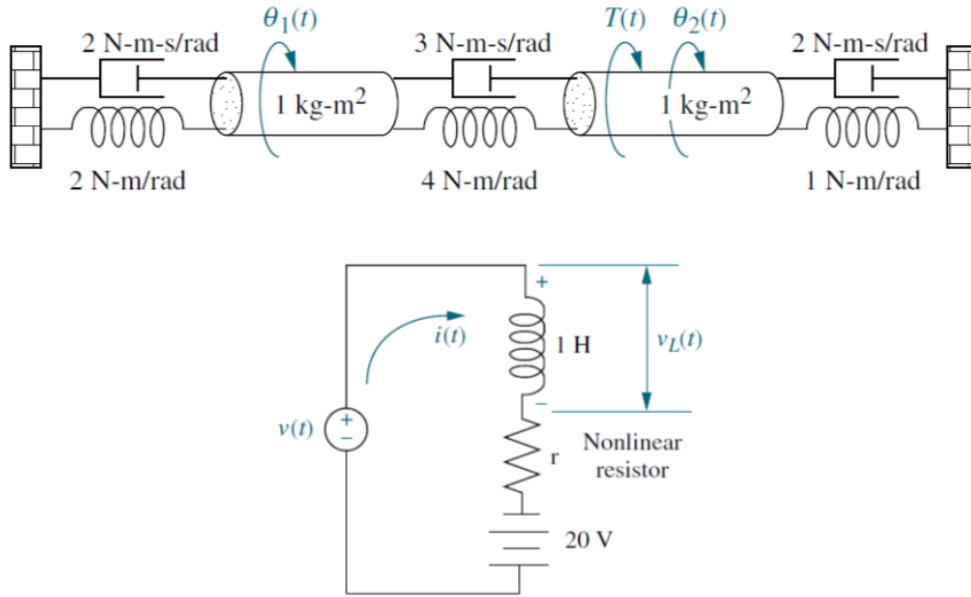 θ₁(t) T(t) θ₂(t)
2 N-m-s/rad 3 N-m-s/rad 2 N-m-s/rad
1 kg-m² 1 kg-m²
2 N-m/rad 4 N-m/rad 1 N-m/rad
+
i(t) 1 H v_L(t)
−
v(t) + −
r Nonlinear
resistor
20 V